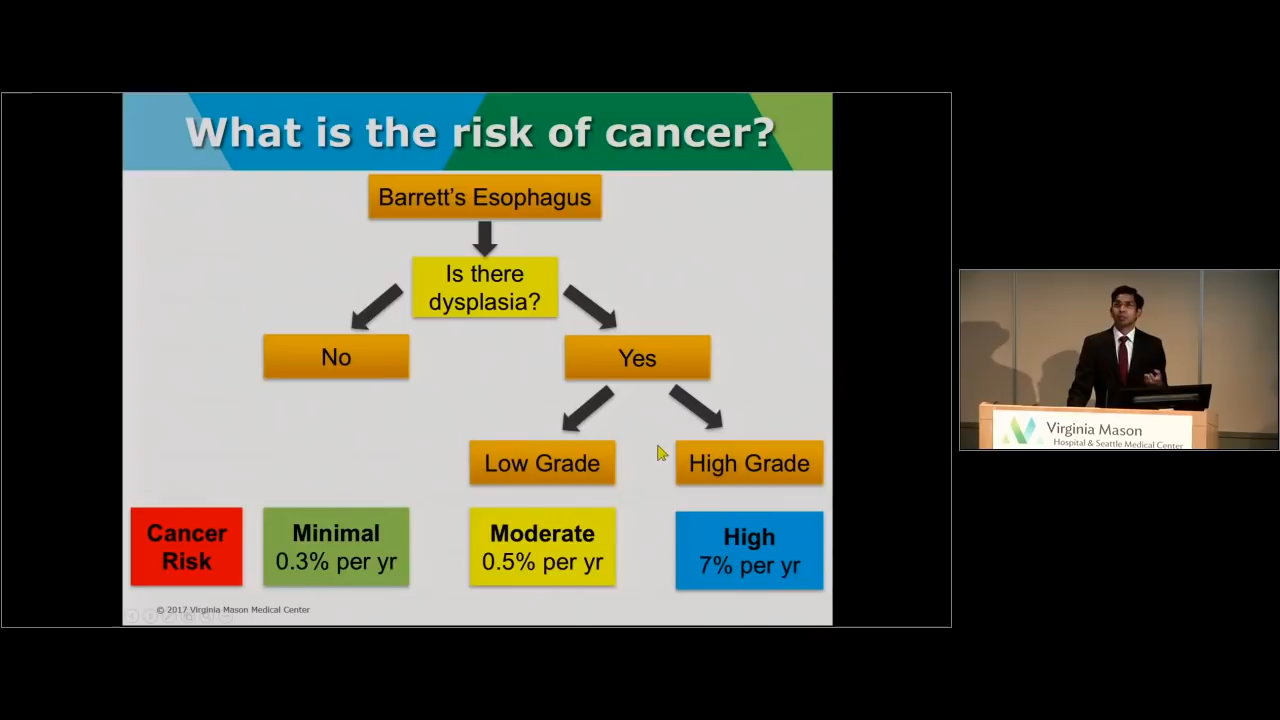 What is the risk of cancer?
Barrett's Esophagus
Is there
dysplasia?
No
Yes
Low Grade
High Grade
Cancer
Risk
Minimal
0.3% per yr
Moderate
0.5% per yr
High
7% per yr
© 2017 Virginia Mason Medical Center
Virginia Mason
Hospital & Seattle Medical Center